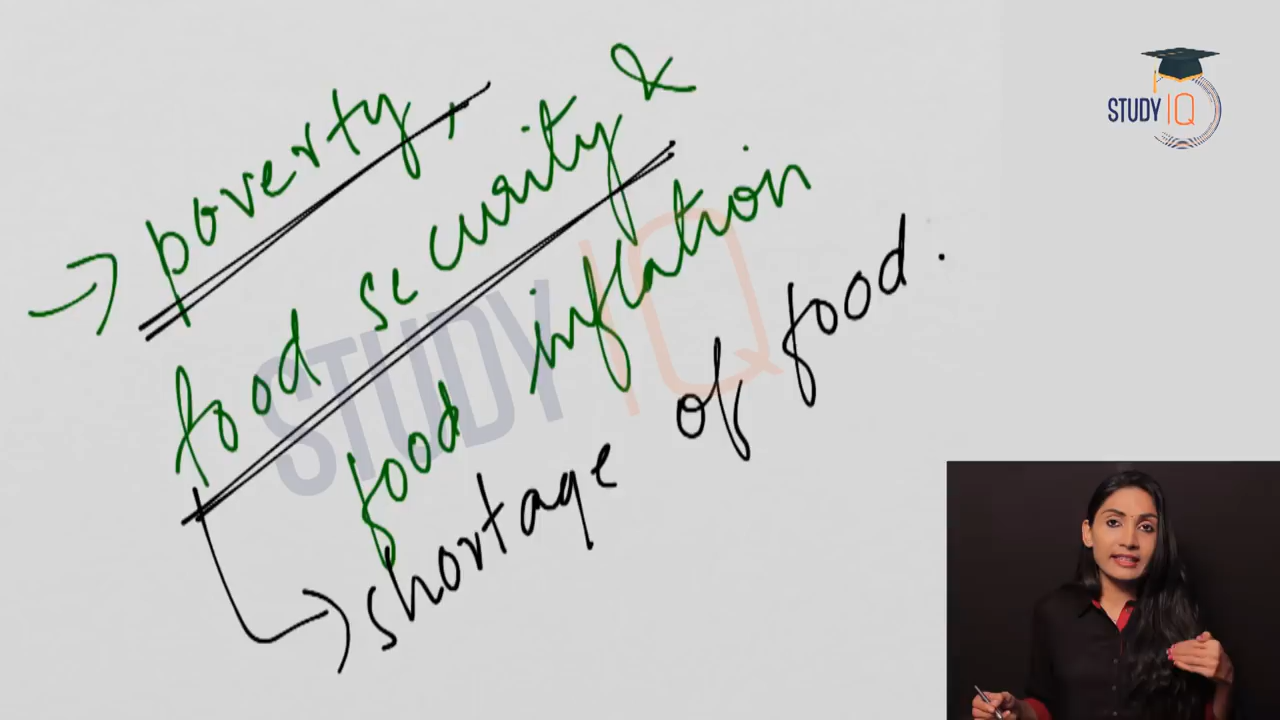 → poverty,
food security &
food inflation
→ shortage of food.
STUDY IQ
STUDY IQ